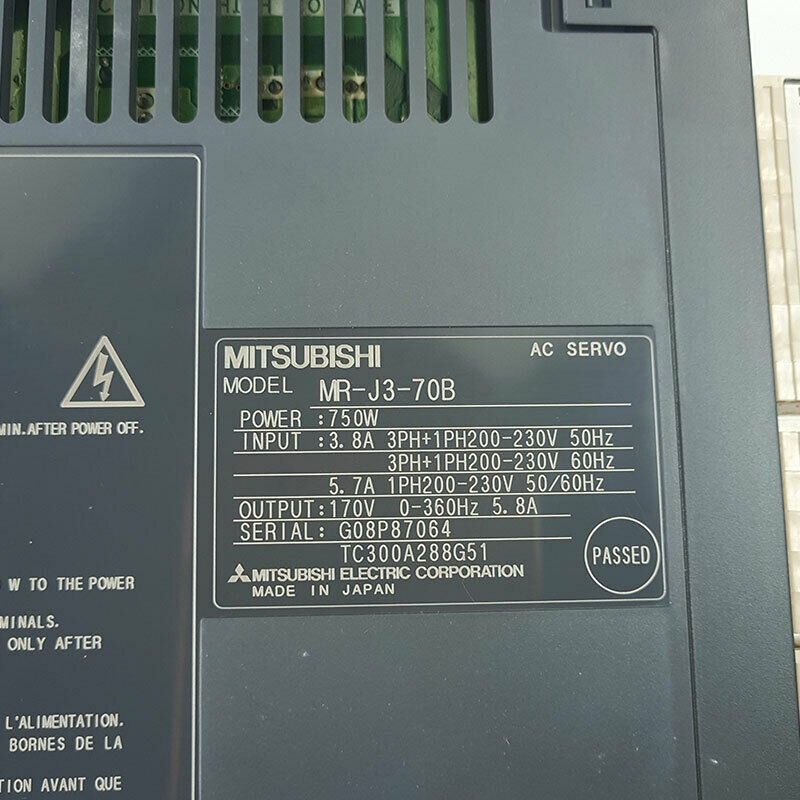 MITSUBISHI AC SERVO
MODEL MR-J3-70B
POWER :750W
INPUT :3.8A 3PH+1PH200-230V 50Hz
3PH+1PH200-230V 60Hz
5.7A 1PH200-230V 50/60Hz
OUTPUT:170V 0-360Hz 5.8A
SERIAL: G08P87064
TC300A288G51
PASSED
MITSUBISHI ELECTRIC CORPORATION
MADE IN JAPAN
MIN.AFTER POWER OFF.
W TO THE POWER
MINALS.
ONLY AFTER
L'ALIMENTATION.
BORNES DE LA
TION AVANT QUE